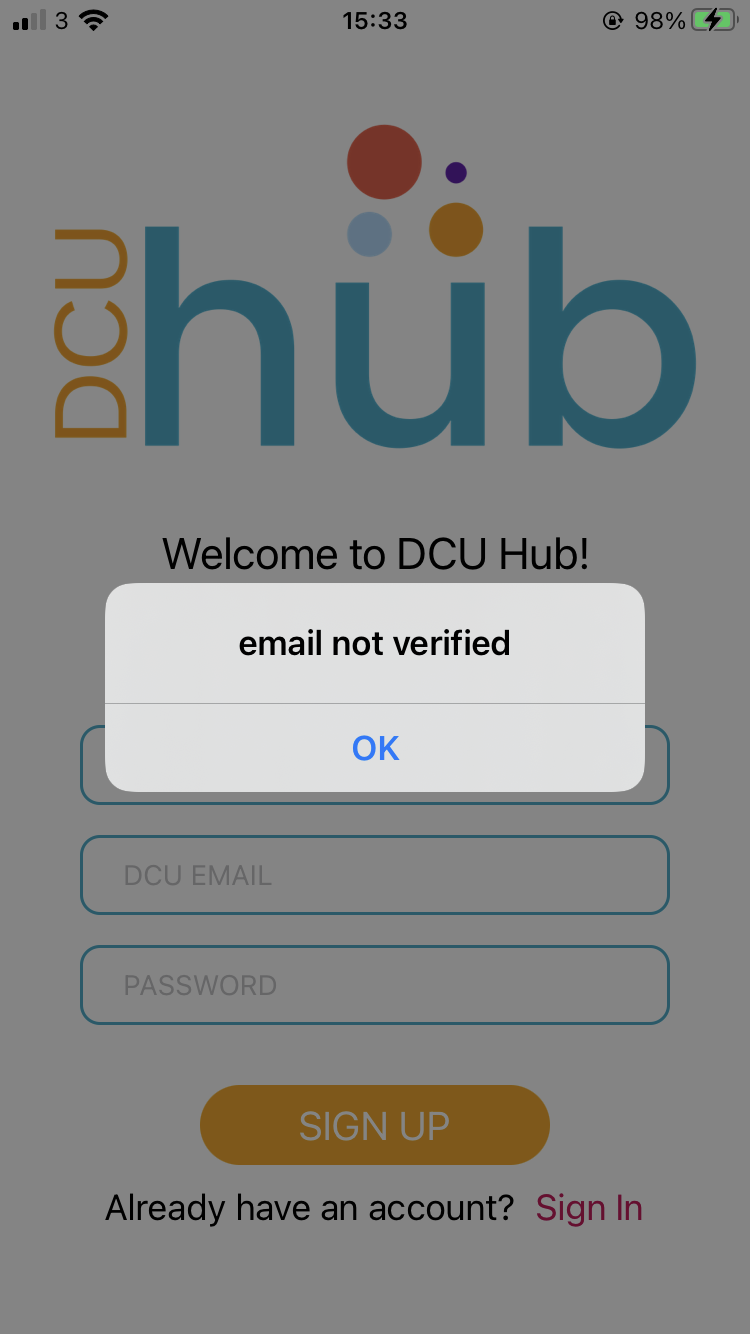 3
15:33
98%
DCU
hub
Welcome to DCU Hub!
email not verified
OK
DCU EMAIL
PASSWORD
SIGN UP
Already have an account? Sign In